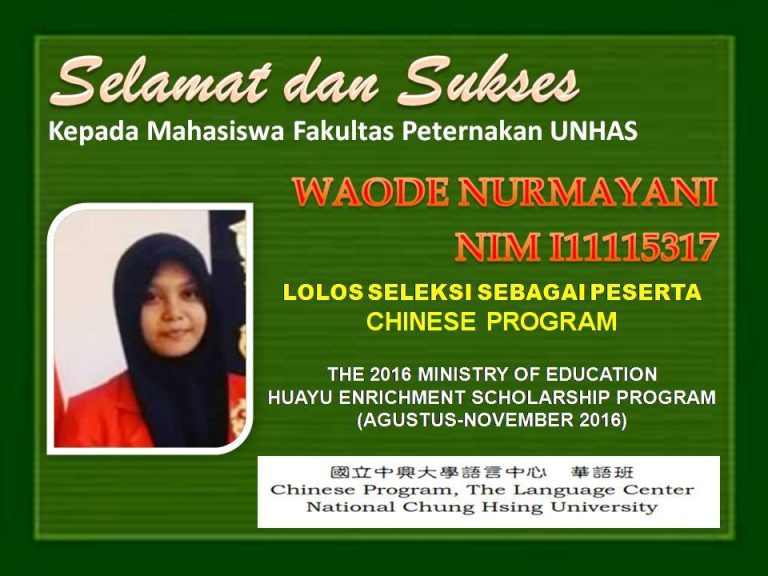 Selamat dan Sukses
Kepada Mahasiswa Fakultas Peternakan UNHAS
WAODE NURMAYANI
NIM I11115317
LOLOS SELEKSI SEBAGAI PESERTA
CHINESE PROGRAM
THE 2016 MINISTRY OF EDUCATION
HUAYU ENRICHMENT SCHOLARSHIP PROGRAM
(AGUSTUS-NOVEMBER 2016)
國立中興大學語言中心 華語班
Chinese Program, The Language Center
National Chung Hsing University